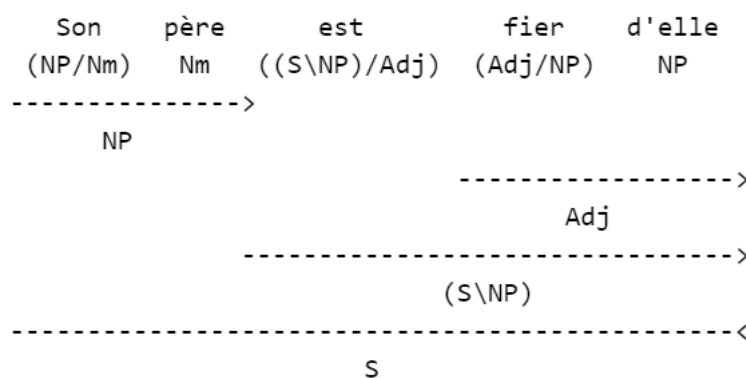 Son père est fier d'elle
(NP/Nm) Nm ((S\NP)/Adj) (Adj/NP) NP
--------------->
NP
------------------>
Adj
-------------------------------->
(S\NP)
-----------------------------------------------<
S